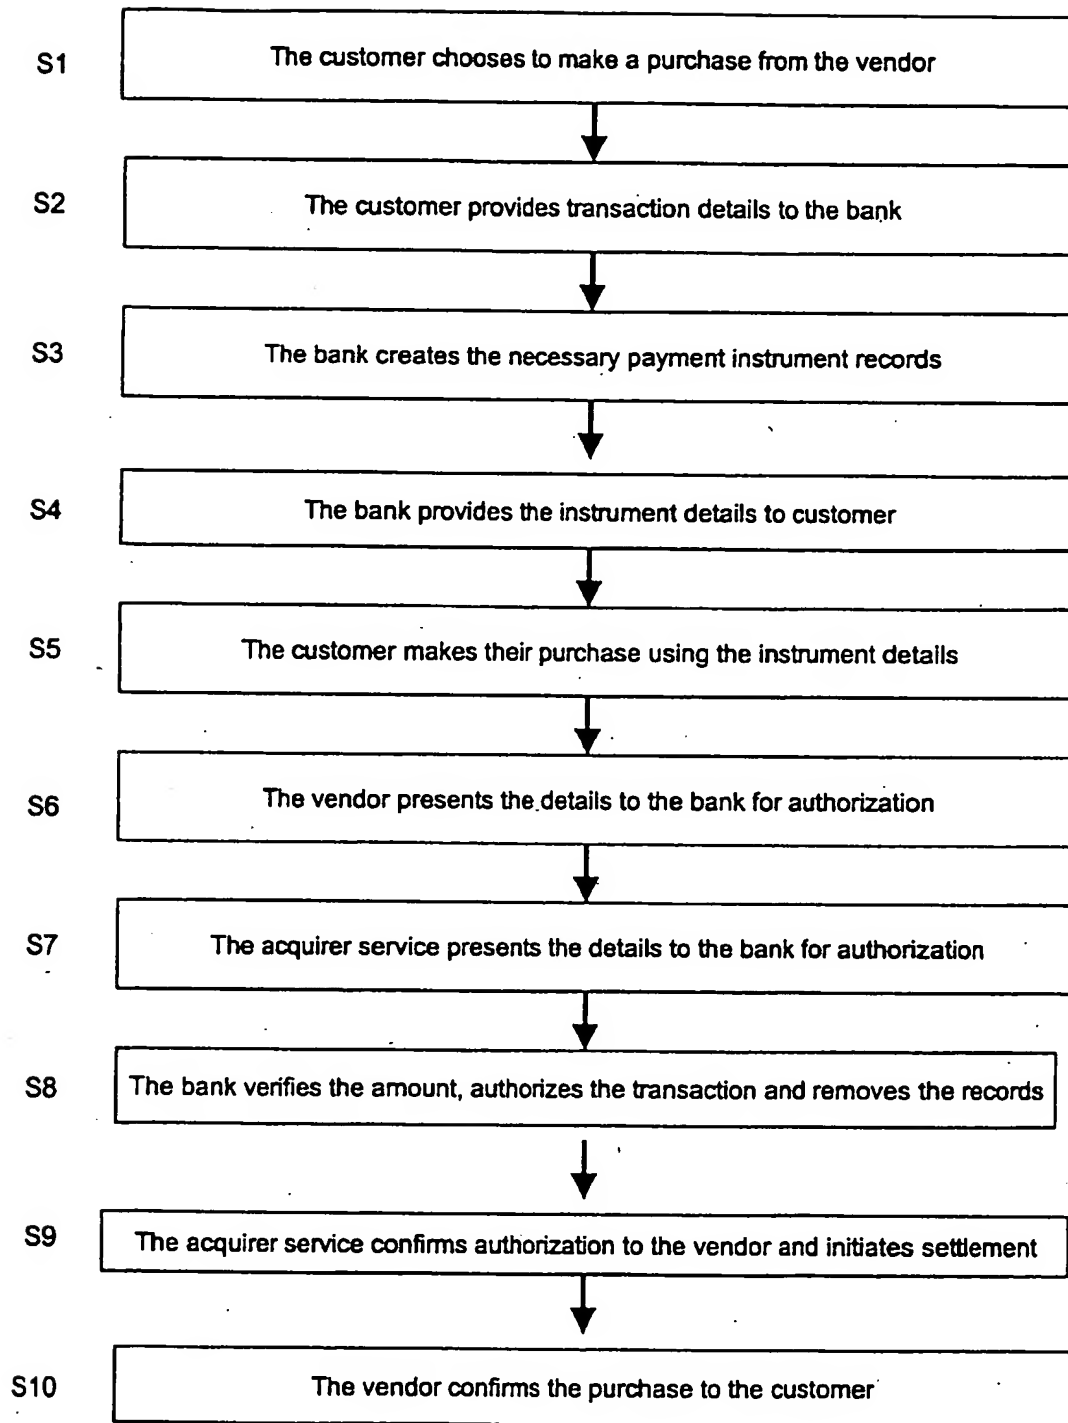 S1 The customer chooses to make a purchase from the vendor
S2 The customer provides transaction details to the bank
S3 The bank creates the necessary payment instrument records
S4 The bank provides the instrument details to customer
S5 The customer makes their purchase using the instrument details
S6 The vendor presents the details to the bank for authorization
S7 The acquirer service presents the details to the bank for authorization
S8 The bank verifies the amount, authorizes the transaction and removes the records
S9 The acquirer service confirms authorization to the vendor and initiates settlement
S10 The vendor confirms the purchase to the customer